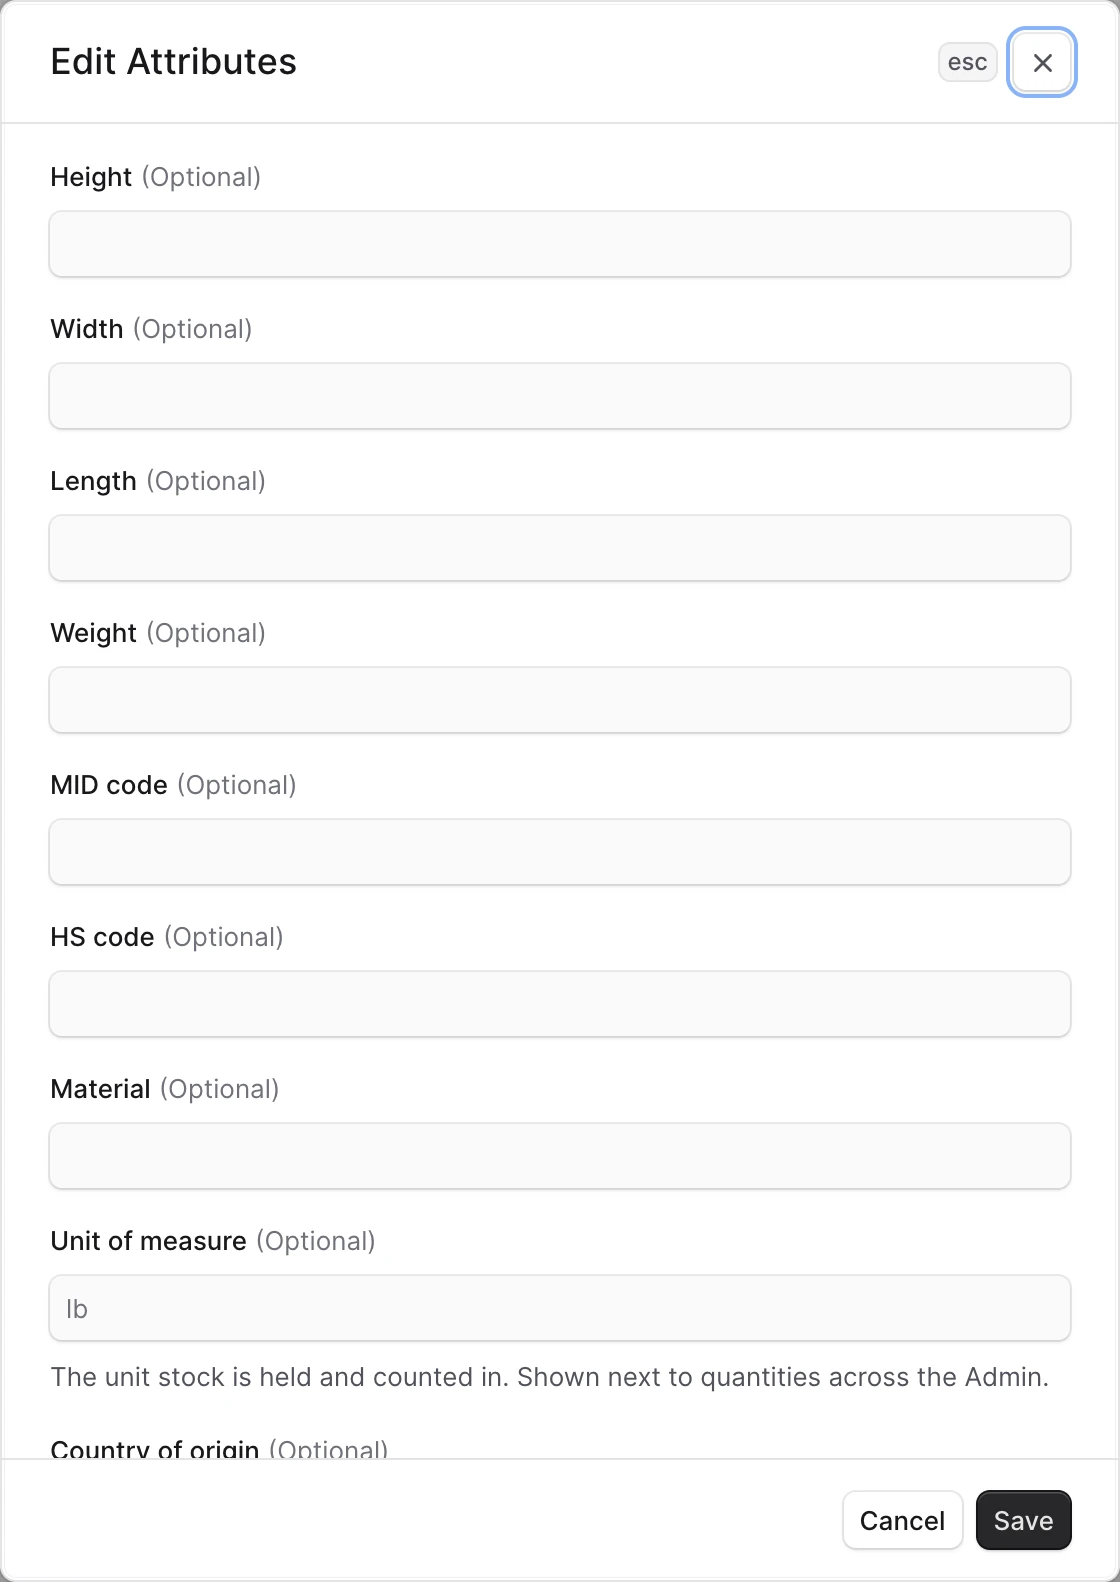 Edit Attributes
esc
Height (Optional)
Width (Optional)
Length (Optional)
Weight (Optional)
MID code (Optional)
HS code (Optional)
Material (Optional)
Unit of measure (Optional)
lb
The unit stock is held and counted in. Shown next to quantities across the Admin.
Country of origin (Optional)
Cancel
Save